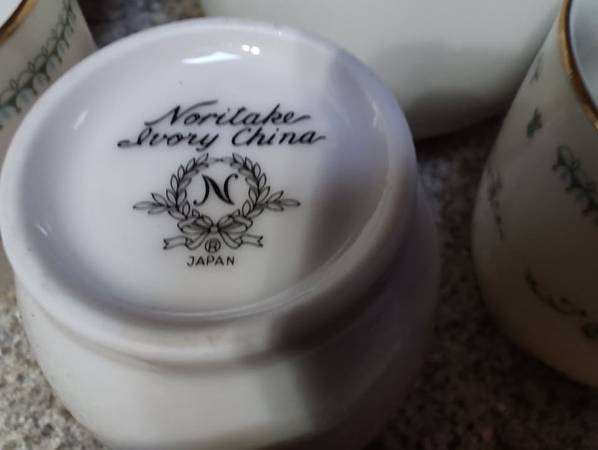 Noritake
Ivory China
N
®
JAPAN